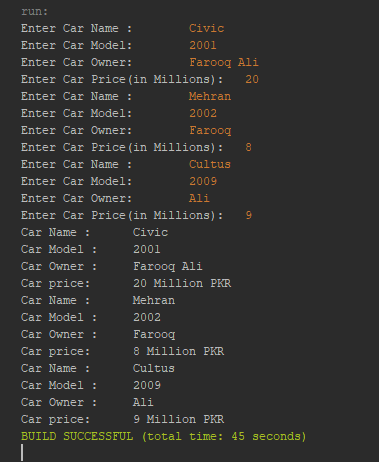 run:
Enter Car Name : Civic
Enter Car Model: 2001
Enter Car Owner: Farooq Ali
Enter Car Price(in Millions): 20
Enter Car Name : Mehran
Enter Car Model: 2002
Enter Car Owner: Farooq
Enter Car Price(in Millions): 8
Enter Car Name : Cultus
Enter Car Model: 2009
Enter Car Owner: Ali
Enter Car Price(in Millions): 9
Car Name : Civic
Car Model : 2001
Car Owner : Farooq Ali
Car price: 20 Million PKR
Car Name : Mehran
Car Model : 2002
Car Owner : Farooq
Car price: 8 Million PKR
Car Name : Cultus
Car Model : 2009
Car Owner : Ali
Car price: 9 Million PKR
BUILD SUCCESSFUL (total time: 45 seconds)